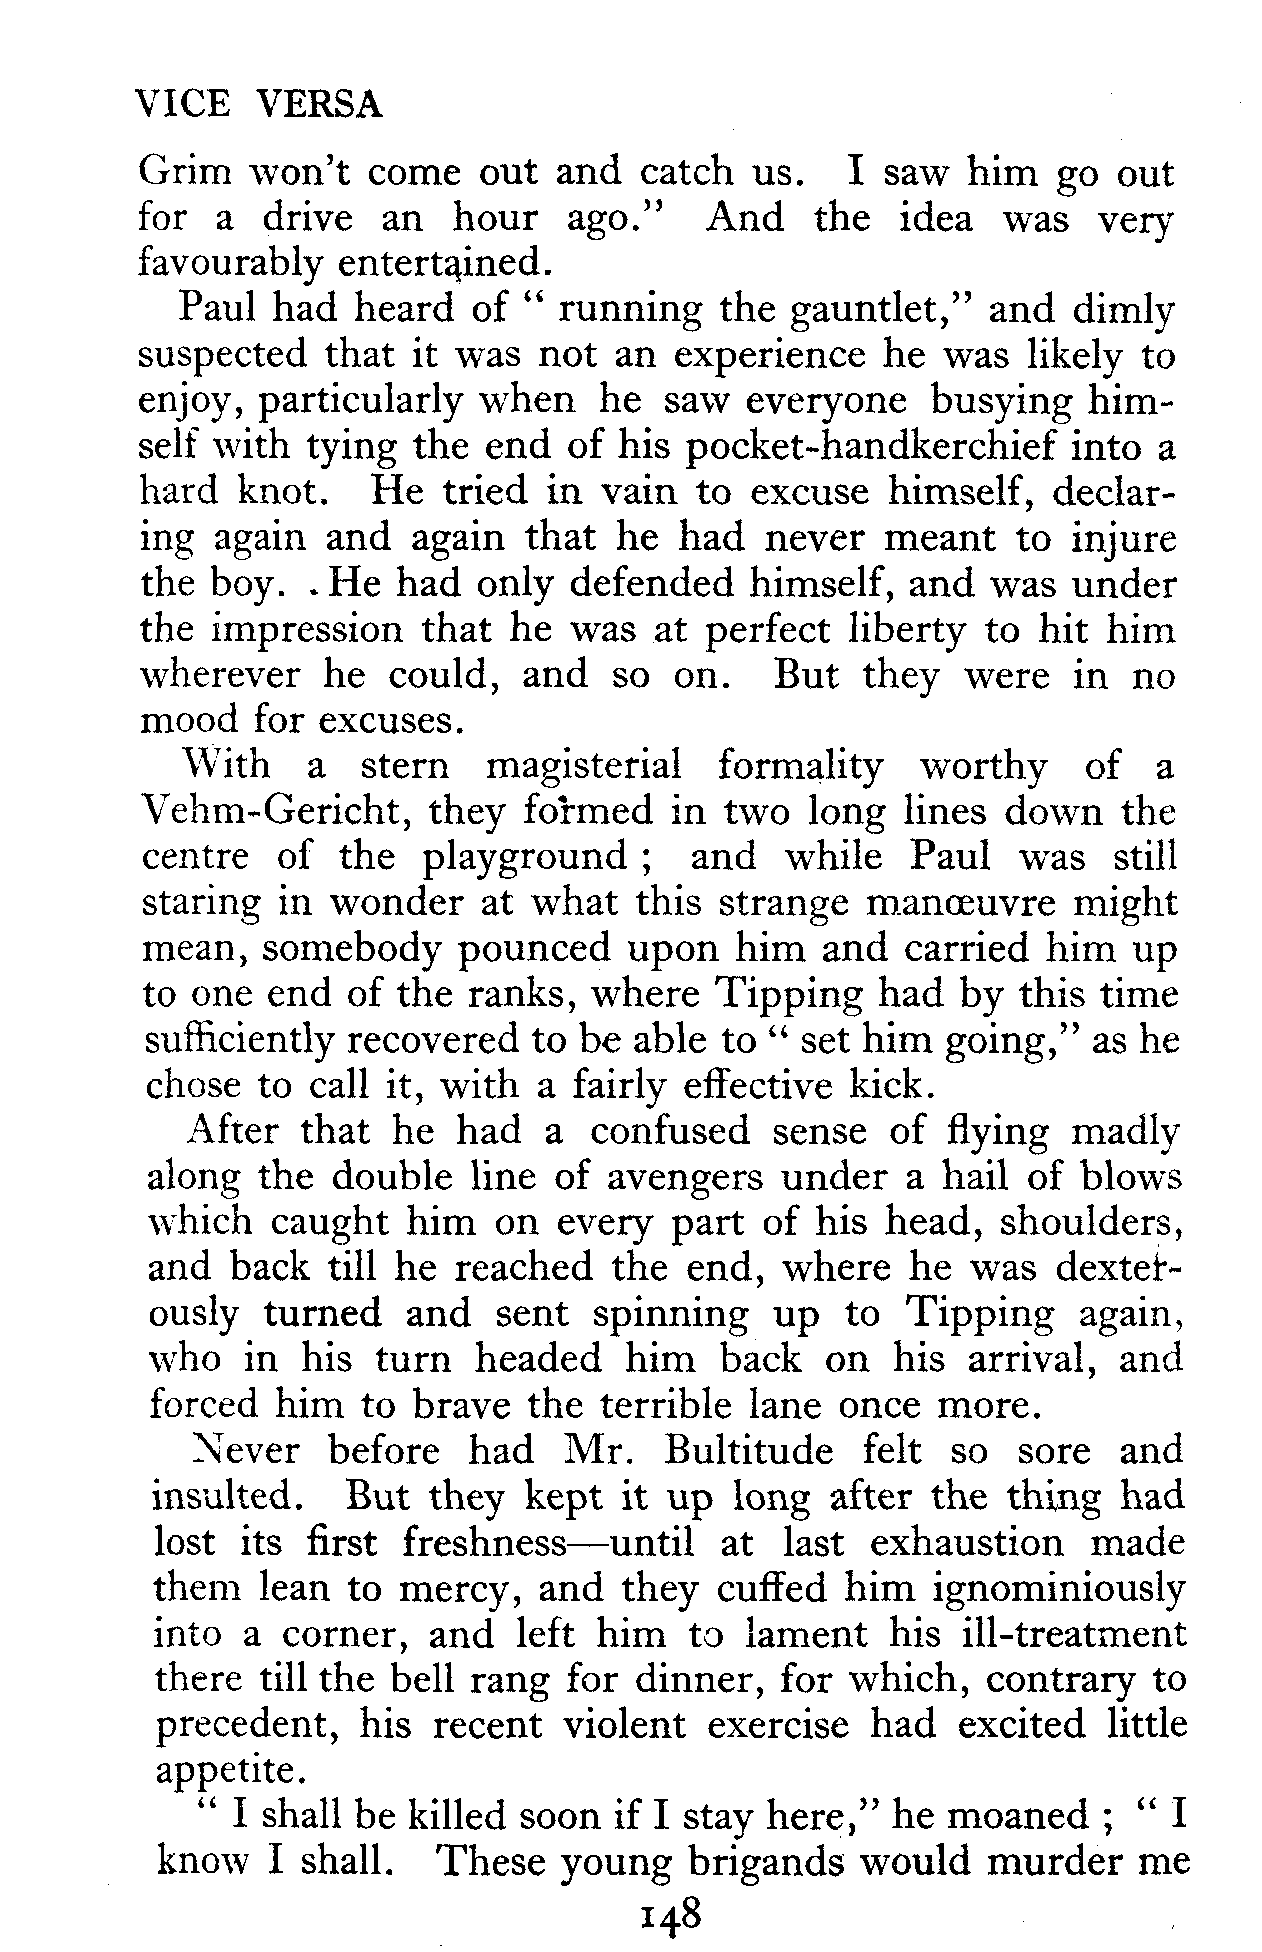 VICE VERSA
Grim won't come out and catch us. I saw him go out
for a drive an hour ago." And the idea was very
favourably entertained.
Paul had heard of " running the gauntlet," and dimly
suspected that it was not an experience he was likely to
enjoy, particularly when he saw everyone busying him-
self with tying the end of his pocket-handkerchief into a
hard knot. He tried in vain to excuse himself, declar-
ing again and again that he had never meant to injure
the boy. He had only defended himself, and was under
the impression that he was at perfect liberty to hit him
wherever he could, and so on. But they were in no
mood for excuses.
With a stern magisterial formality worthy of a
Vehm-Gericht, they formed in two long lines down the
centre of the playground ; and while Paul was still
staring in wonder at what this strange manœuvre might
mean, somebody pounced upon him and carried him up
to one end of the ranks, where Tipping had by this time
sufficiently recovered to be able to " set him going," as he
chose to call it, with a fairly effective kick.
After that he had a confused sense of flying madly
along the double line of avengers under a hail of blows
which caught him on every part of his head, shoulders,
and back till he reached the end, where he was dexter-
ously turned and sent spinning up to Tipping again,
who in his turn headed him back on his arrival, and
forced him to brave the terrible lane once more.
Never before had Mr. Bultitude felt so sore and
insulted. But they kept it up long after the thing had
lost its first freshness—until at last exhaustion made
them lean to mercy, and they cuffed him ignominiously
into a corner, and left him to lament his ill-treatment
there till the bell rang for dinner, for which, contrary to
precedent, his recent violent exercise had excited little
appetite.
" I shall be killed soon if I stay here," he moaned ; " I
know I shall. These young brigands would murder me
148